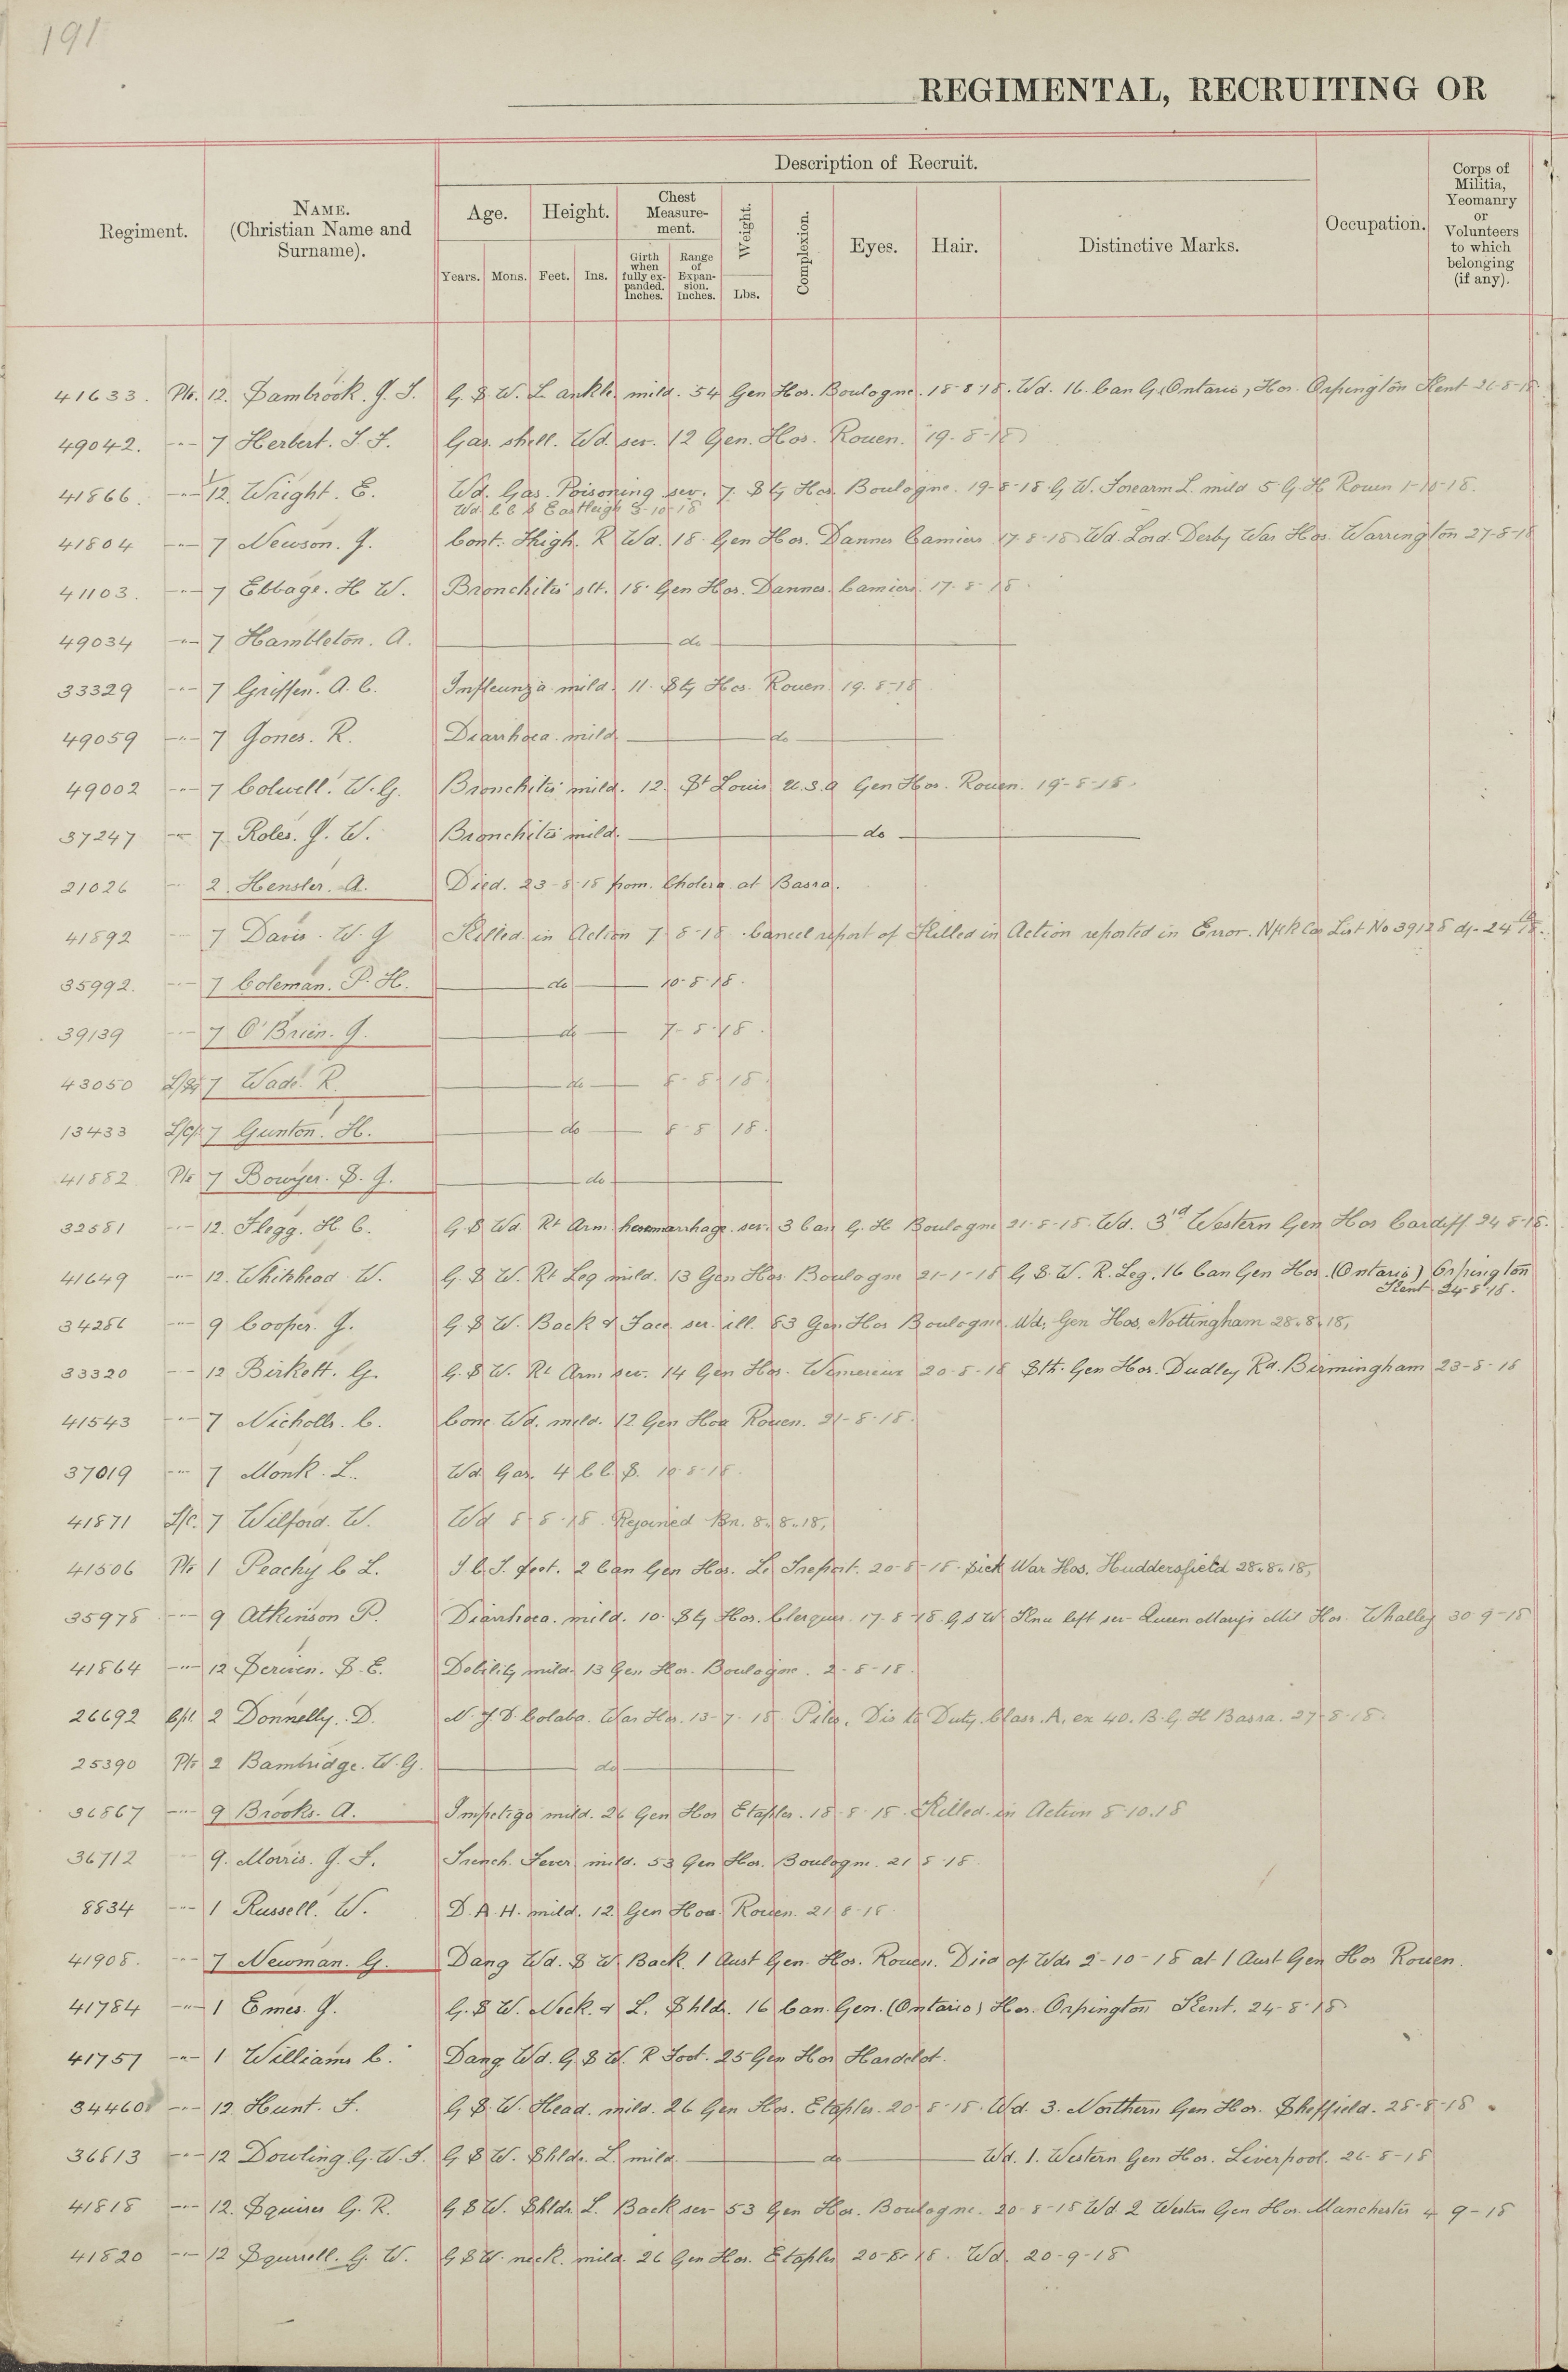 191
REGIMENTAL, RECRUITING OR
Description of Recruit.
Regiment.
NAME.
(Christian Name and
Surname).
Age.
Height.
Chest
Measure-
ment.
Weight.
Complexion.
Eyes.
Hair.
Distinctive Marks.
Occupation.
Corps of
Militia,
Yeomanry
or
Volunteers
to which
belonging
(if any).
Years.
Mons.
Feet.
Ins.
Girth
when
fully ex-
panded.
Inches.
Range
of
Expan-
sion.
Inches.
Lbs.
41633. Pte. 12. Sambrook. J. S. G. S. W. L ankle mild. 54 Gen Hos. Boulogne. 18-8-18. Wd. 16. Can G. Ontario, Hos. Orpington Kent 26-8-18.
49042. -"- 7 Herbert. S. J. Gas. shell. Wd. sev. 12 Gen. Hos. Rouen. 19-8-18
41866. -"- 12. Wright. E. Wd. Gas. Poisoning sev. 7. Sty Hos. Boulogne. 19-8-18 G W. Forearm L. mild 5 G. H Rouen 1-10-18.
Wd. C C S Eastleigh 3-10-18
41804 -"- 7 Newson. J. Cont. Thigh. R Wd. 18. Gen Hos. Dannes Camiers 17-8-18 Wd. Lord Derby War Hos. Warrington 27-8-18
41103. -"- 7 Ebbage. H W. Bronchitis slt. 18. Gen Hos. Dannes. Camiers. 17-8-18.
49034 -"- 7 Hambleton. A. do
33329 -"- 7 Griffen. A. C. Infleunza mild. 11. Sty Hos. Rouen 19. 8-18
49059 -"- 7 Jones. R. Diarrhoea. mild do
49002 -"- 7 Colwell. W. G. Bronchitis mild. 12. St Louis U.S.A Gen Hos. Rouen. 19-8-18.
37247 -"- 7. Roles. J. W. Bronchitis mild. do
21026 -"- 2. Hensler. A. Died. 23-8-18 from. Cholera at Basra.
41892 -"- 7 Davis. W. J Killed in Action 7-8-18. Cancel report of Killed in Action reported in Error. Cas List No 39128 24
35992. -"- 7 Coleman. P. H. do 10-8-18.
39139 -"- 7 O'Brien. J. do 7-8-18.
43050 7 Wade. R. do 8-8-18.
13433 7 Gunton. H. do 8-8-18.
41882 Pte 7 Bowyer. S. J. do
32581 -"- 12. Flegg. H. C. G. S Wd Rt Arm heamarrhage. sev. 3 Can G. H Boulogne 21-8-18. Wd. 3rd Western Gen Hos Cardiff 24-8-18.
41649 -"- 12. Whitehead. W. G. S W. Rt Leg mild. 13 Gen Hos. Boulogne 21-1-18 G. S. W. R. Leg. 16 Can Gen Hos. (Ontario) Orpington
Kent. 24-8-18.
34286 -"- 9 Cooper. J. G. S W. Back & Face. ser. ill. 83 Gen. Hos Boulogne. Wd, Gen Hos, Nottingham 28.8.18,
33320 -"- 12 Birkett. G. G. S W. Rt Arm sev. 14 Gen Hos. Wimereux 20-8-18 Sth. Gen Hos. Dudley Rd. Birmingham 23-8-18
41543 -"- 7 Nicholls. C. Conc. Wd. mild. 12 Gen Hos Rouen. 21-8-18.
37019 -"- 7 Monk. L. Wd Gas. 4 C C S. 10-8-18.
41871 L/c. 7 Wilford. W. Wd 8-8-18. Rejoined Bn. 8.8.18,
41506 Pte 1 Peachy C L. I. C. T. foot. 2 Can Gen Hos. Le Treport. 20-8-18. Sick War Hos. Huddersfield 28.8.18,
35978 -"- 9 Atkinson P. Diarrhoea. mild. 10. Sty Hos. 17-8-18. G S W Knee left sev Queen Marys Mil Hos. Whalley 30-9-18
41864 -"- 12 S. E. Debility mild. 13 Gen Hos. Boulogne. 2-8-18.
26692 Cpl 2 Donnelly. D. N. Y. D. Colaba. War Hos. 13-7-18. Piles. Dis to Duty. Class. A. ex 40. B. G. H Basra. 27-8-18.
25390 Pte 2 Bambridge. W. G. do
36867 -"- 9 Brooks. A. Impetigo mild. 26 Gen Hos Etaples. 18-8-18. Killed in Action 8.10.18
36712 -"- 9. Morris. J. F. Trench. Fever mild. 53 Gen Hos. Boulogne. 21-8-18.
8834 -"- 1 Russell. W. D. A. H. mild. 12. Gen Hos. Rouen. 21-8-18.
41908. -"- 7 Newman. G. Dang Wd. S W. Back. 1 Aust Gen. Hos. Rouen. Died of Wds 2-10-18 at 1 Aust Gen Hos Rouen.
41784 -"- 1 Emes. J. G. S W. Neck. & L. Shldr. 16 Can. Gen. (Ontario) Hos. Orpington Kent. 24-8-18
41757 -"- 1 Williams C. Dang. Wd. G S W. R Foot. 25 Gen Hos Hardelot.
34460 -"- 12 Hunt. F. G. S. W. Head. mild. 26 Gen Hos. Etaples. 20-8-18. Wd. 3. Northern Gen Hos. Sheffield. 28-8-18
36813 -"- 12 Dowling. G. W. F. G S W. Shldr. L. mild. do Wd. 1. Western Gen Hos. Liverpool. 26-8-18
41818 -"- 12. Squires G. R. G S W. Shldr L. Back sev 53 Gen Hos. Boulogne. 20-8-18 Wd. 2 Western Gen Hos. Manchester 4-9-18
41820 -"- 12 Squirrell. G. W. G S W. neck. mild. 26 Gen Hos. Etaples 20-8-18. Wd. 20-9-18